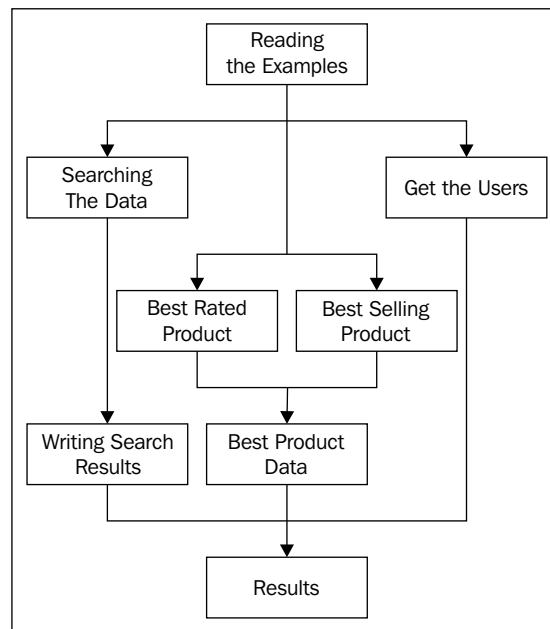 Reading
the Examples
Searching
The Data
Get the Users
Best Rated
Product
Best Selling
Product
Writing Search
Results
Best Product
Data
Results